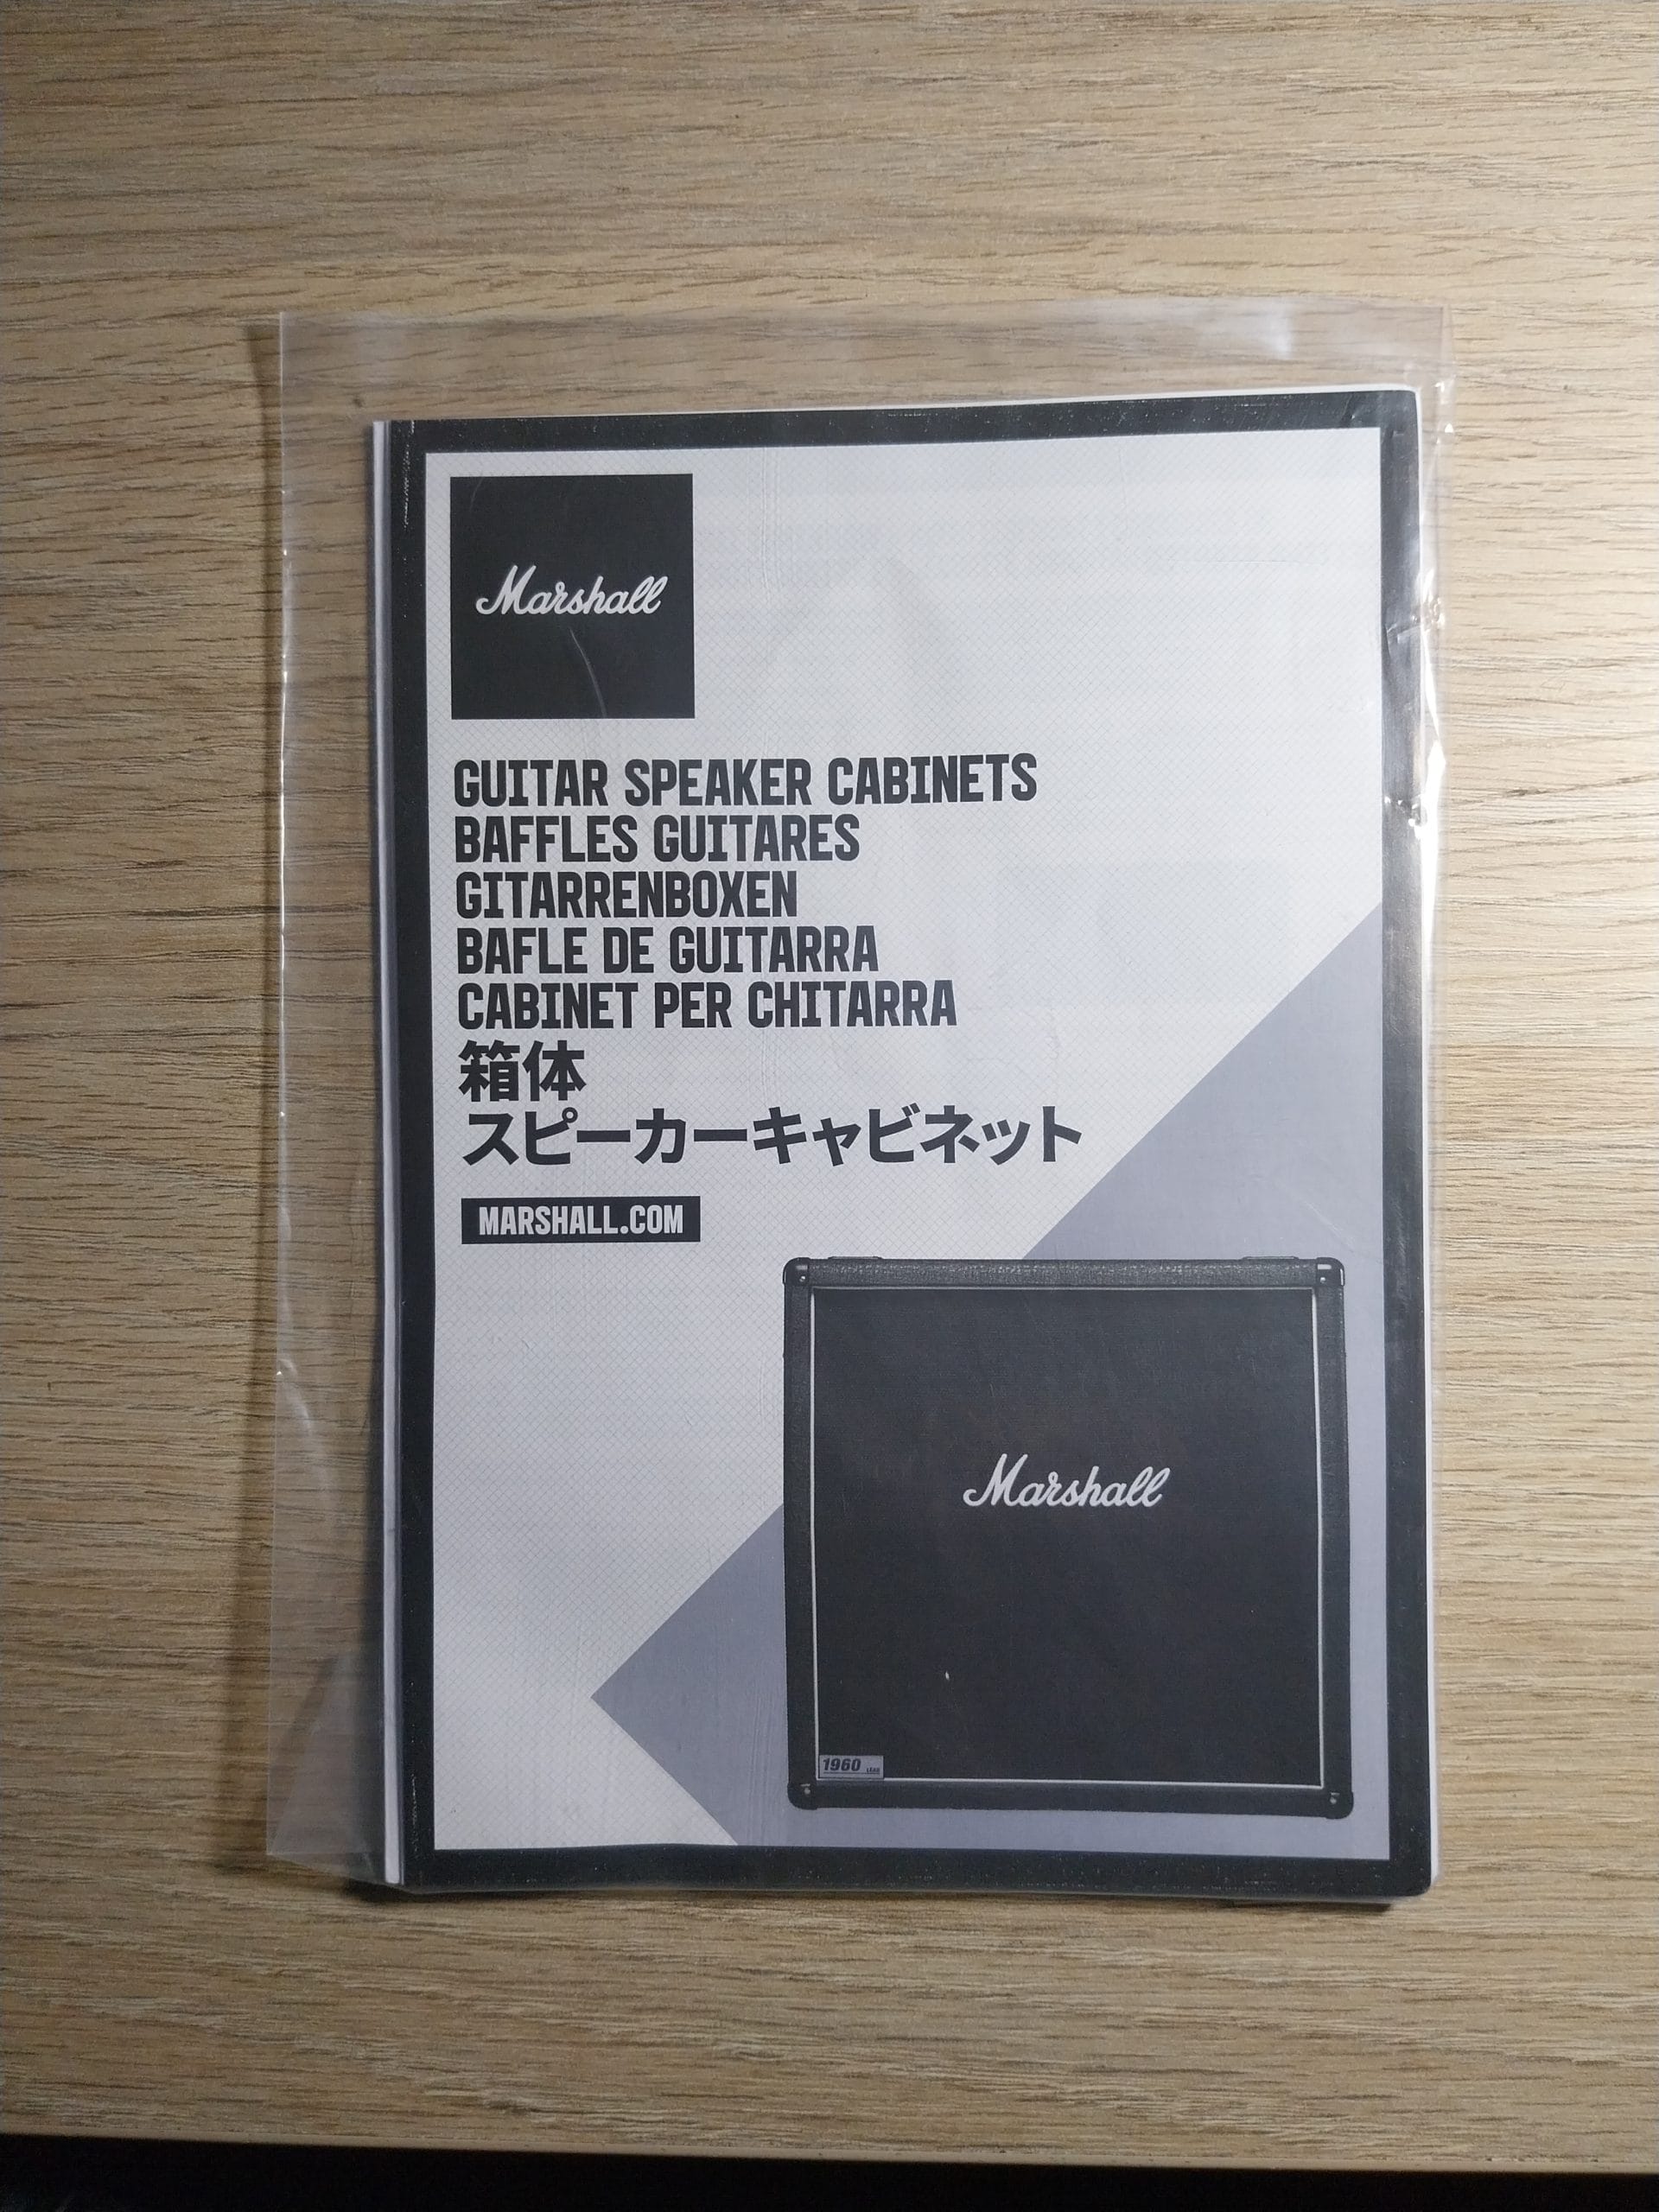 Marshall
GUITAR SPEAKER CABINETS
BAFFLES GUITARES
GITARRENBOXEN
BAFLE DE GUITARRA
CABINET PER CHITARRA
箱体
スピーカーキャビネット
MARSHALL.COM
Marshall
1960 LEAD